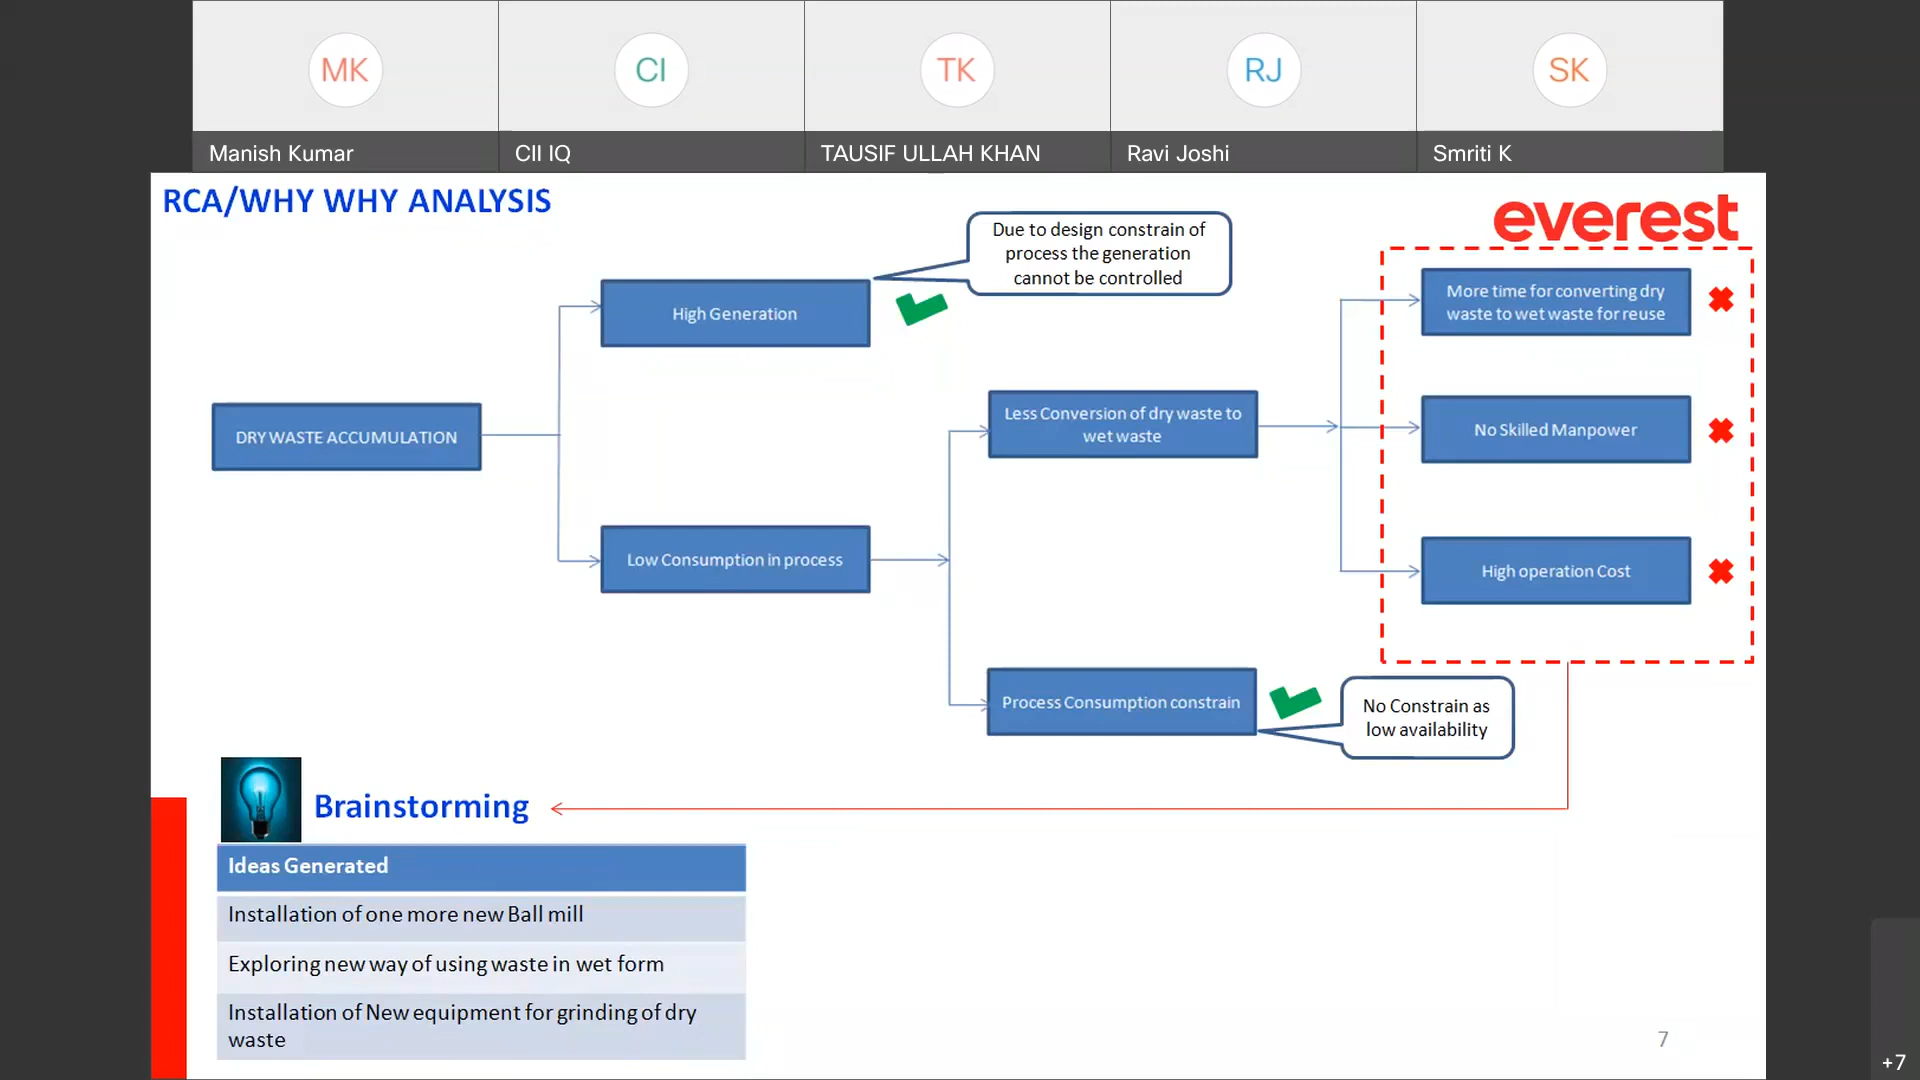 MK
CI
TK
RJ
SK
Manish Kumar
CII IQ
TAUSIF ULLAH KHAN
Ravi Joshi
Smriti K
RCA/WHY WHY ANALYSIS
everest
Due to design constrain of
process the generation
cannot be controlled
High Generation
More time for converting dry
waste to wet waste for reuse
DRY WASTE ACCUMULATION
Less Conversion of dry waste to
wet waste
No Skilled Manpower
Low Consumption in process
High operation Cost
Process Consumption constrain
No Constrain as
low availability
Brainstorming
Ideas Generated
Installation of one more new Ball mill
Exploring new way of using waste in wet form
Installation of New equipment for grinding of dry
waste
7
+7